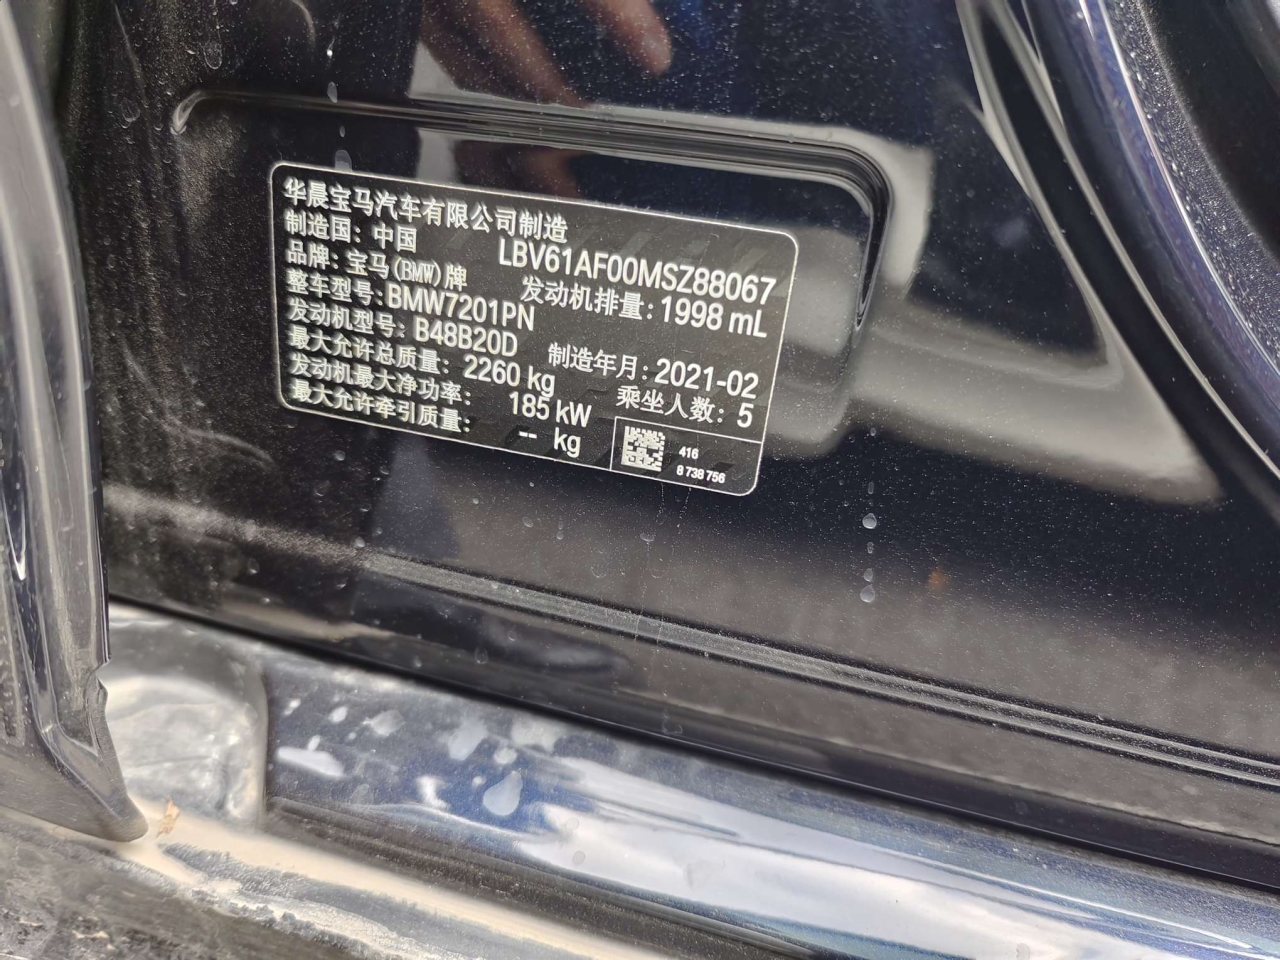 华晨宝马汽车有限公司制造
制造国：中国
LBV61AF00MSZ88067
品牌：宝马(BMW)牌
发动机排量：1998 mL
整车型号：BMW7201PN
发动机型号：B48B20D
制造年月：2021-02
最大允许总质量：2260 kg
乘坐人数：5
发动机最大净功率：185 kW
最大允许牵引质量：-- kg
416
8 738 756